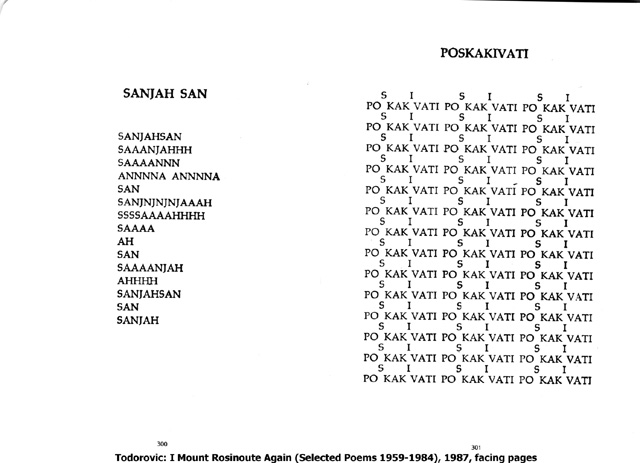 SANJAH SAN
SANJAHSAN
SAAANJAHHH
SAAAANNN
ANNNNA ANNNNA
SAN
SANJNJNJNJAAAH
SSSSAAAAHHHH
SAAAA
AH
SAN
SAAAANJAH
AHHHH
SANJAHSAN
SAN
SANJAH
300
POSKAKIVATI
S I S I S I
PO KAK VATI PO KAK VATI PO KAK VATI
S I S I S I
PO KAK VATI PO KAK VATI PO KAK VATI
S I S I S I
PO KAK VATI PO KAK VATI PO KAK VATI
S I S I S I
PO KAK VATI PO KAK VATI PO KAK VATI
S I S I S I
PO KAK VATI PO KAK VATI PO KAK VATI
S I S I S I
PO KAK VATI PO KAK VATI PO KAK VATI
S I S I S I
PO KAK VATI PO KAK VATI PO KAK VATI
S I S I S I
PO KAK VATI PO KAK VATI PO KAK VATI
S I S I S I
PO KAK VATI PO KAK VATI PO KAK VATI
S I S I S I
PO KAK VATI PO KAK VATI PO KAK VATI
S I S I S I
PO KAK VATI PO KAK VATI PO KAK VATI
S I S I S I
PO KAK VATI PO KAK VATI PO KAK VATI
S I S I S I
PO KAK VATI PO KAK VATI PO KAK VATI
S I S I S I
PO KAK VATI PO KAK VATI PO KAK VATI
301
Todorovic: I Mount Rosinoute Again (Selected Poems 1959-1984), 1987, facing pages